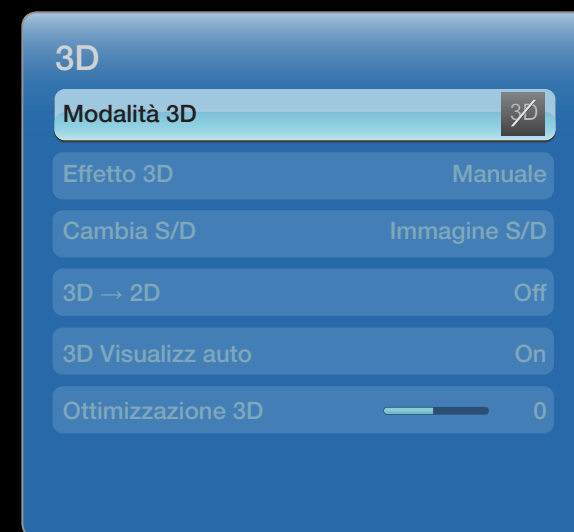 3D
Modalità 3D 3D
Effetto 3D Manuale
Cambia S/D Immagine S/D
3D → 2D Off
3D Visualizz auto On
Ottimizzazione 3D 0